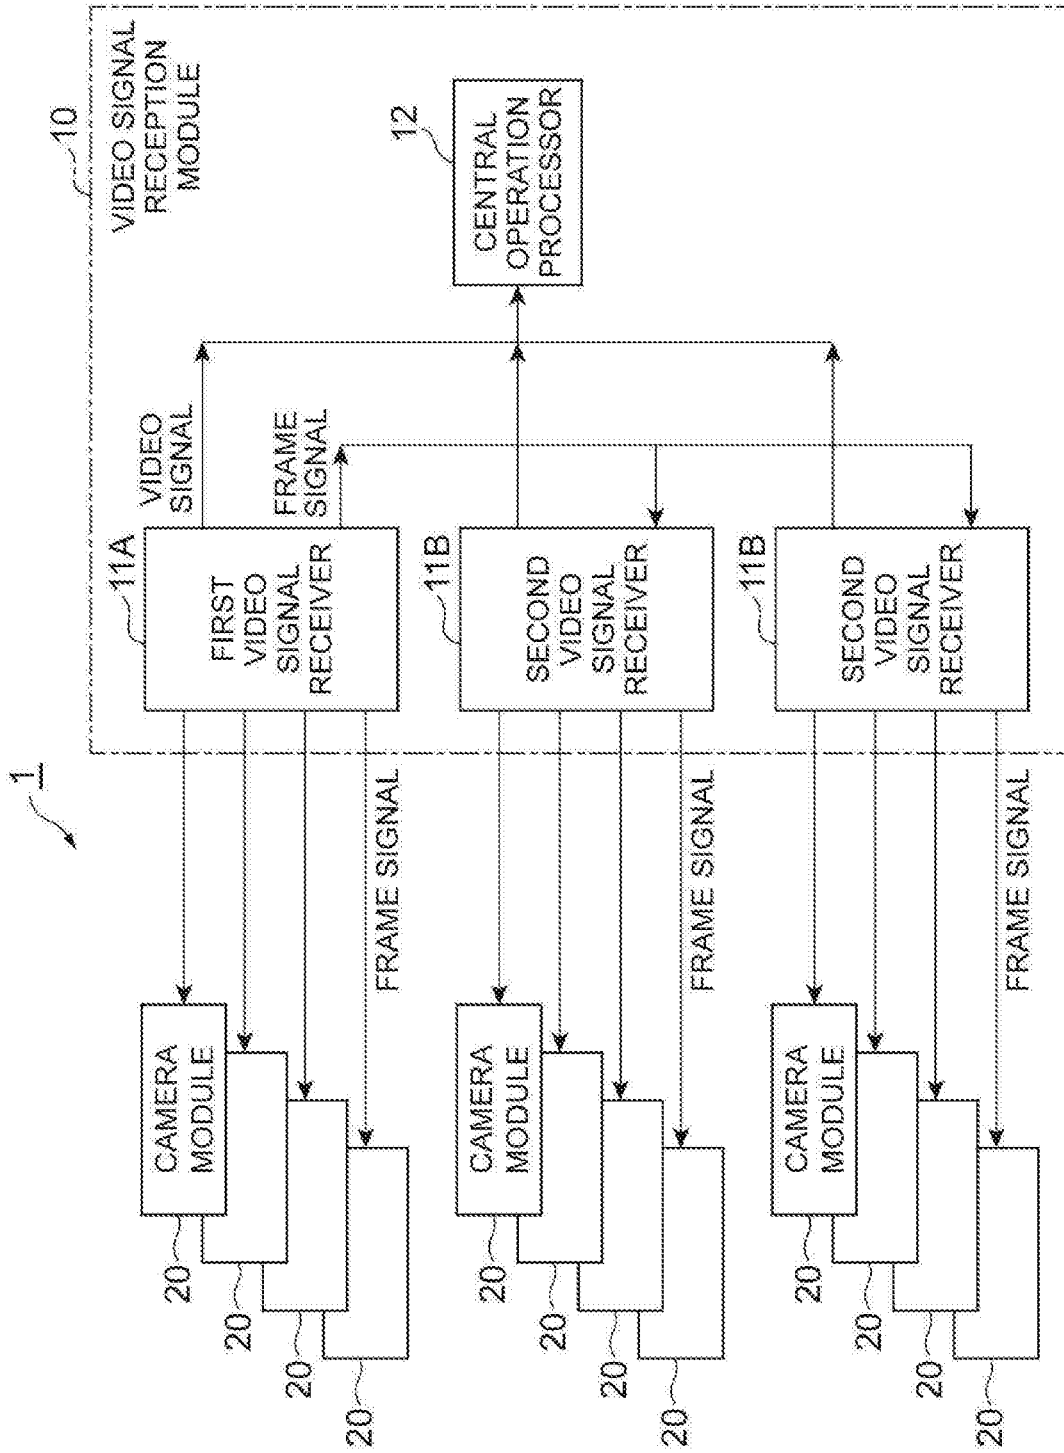 1
10
VIDEO SIGNAL
RECEPTION
MODULE
20
CAMERA
MODULE
20
20
20
FRAME SIGNAL
11A
FIRST
VIDEO
SIGNAL
RECEIVER
VIDEO
SIGNAL
FRAME
SIGNAL
12
CENTRAL
OPERATION
PROCESSOR
20
CAMERA
MODULE
20
20
20
FRAME SIGNAL
11B
SECOND
VIDEO
SIGNAL
RECEIVER
20
CAMERA
MODULE
20
20
20
FRAME SIGNAL
11B
SECOND
VIDEO
SIGNAL
RECEIVER